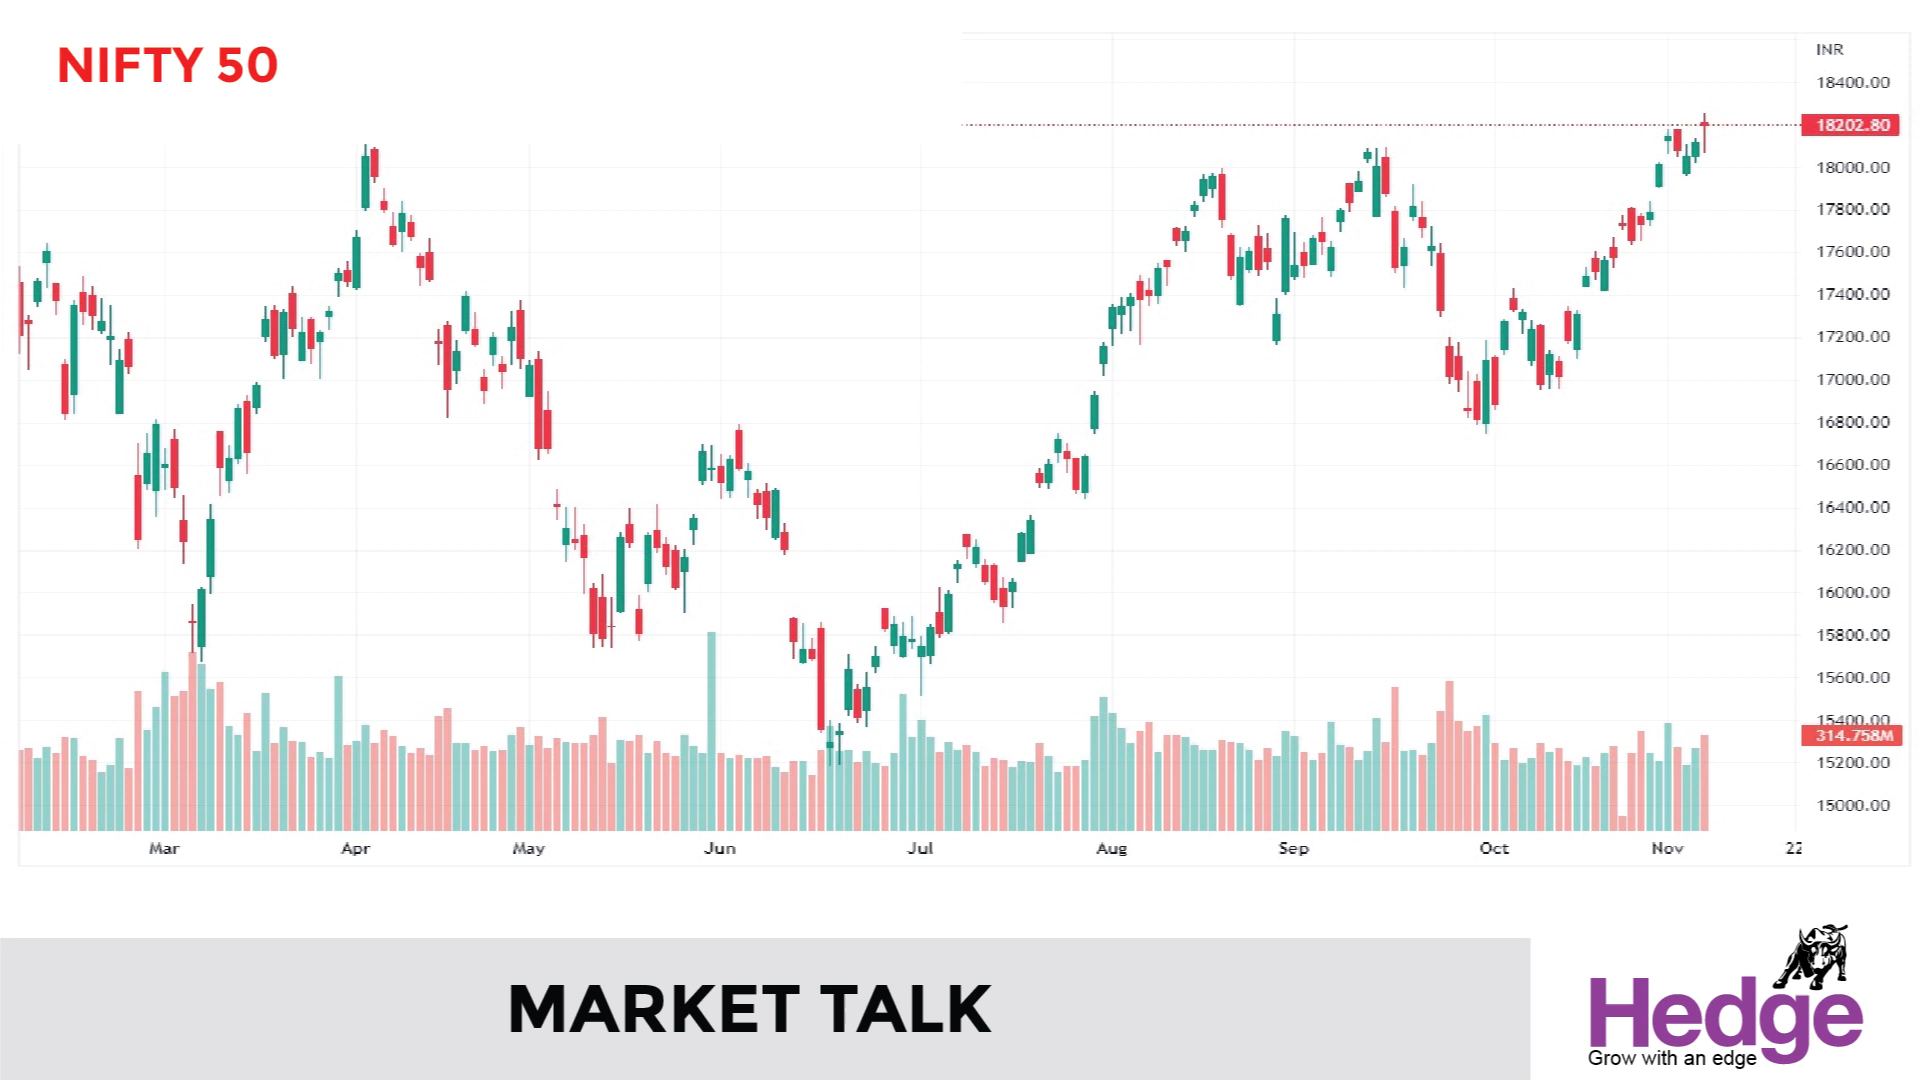 NIFTY 50
INR
18400.00
18202.80
18000.00
17800.00
17600.00
17400.00
17200.00
17000.00
16800.00
16600.00
16400.00
16200.00
16000.00
15800.00
15600.00
15400.00
314.758M
15200.00
15000.00
Mar Apr May Jun Jul Aug Sep Oct Nov 22
MARKET TALK
Hedge
Grow with an edge